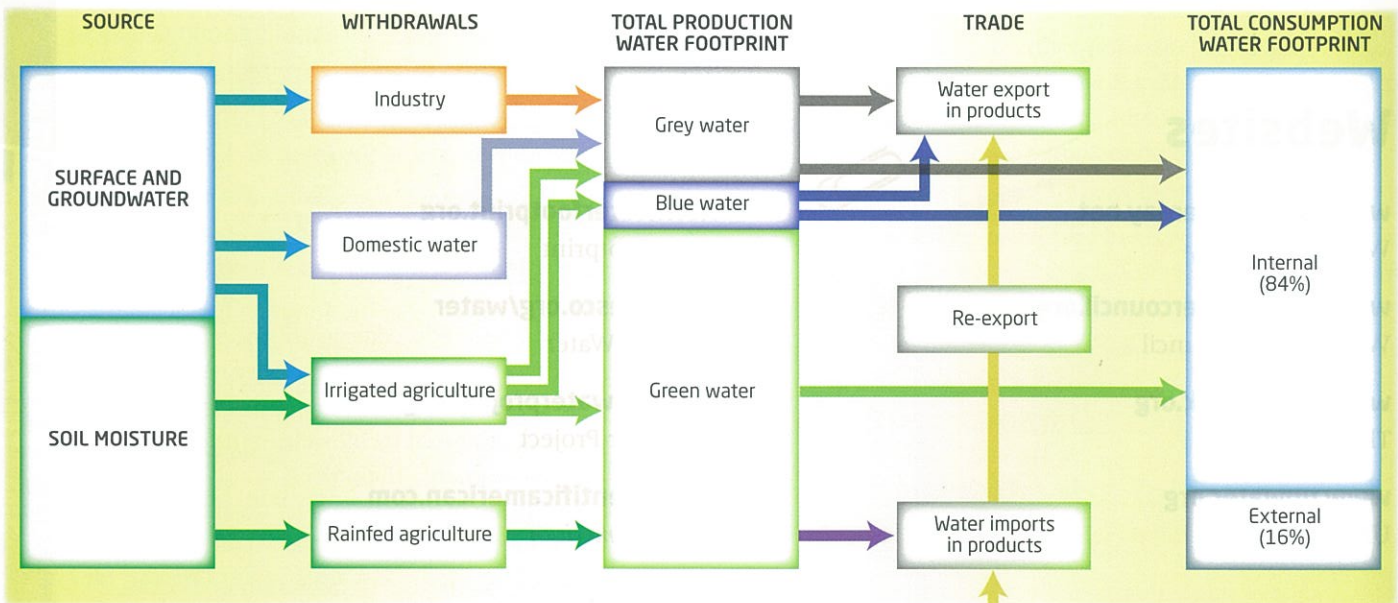 SOURCE
WITHDRAWALS
TOTAL PRODUCTION
WATER FOOTPRINT
TRADE
TOTAL CONSUMPTION
WATER FOOTPRINT
SURFACE AND
GROUNDWATER
SOIL MOISTURE
Industry
Domestic water
Irrigated agriculture
Rainfed agriculture
Grey water
Blue water
Green water
Water export
in products
Re-export
Water imports
in products
Internal
(84%)
External
(16%)